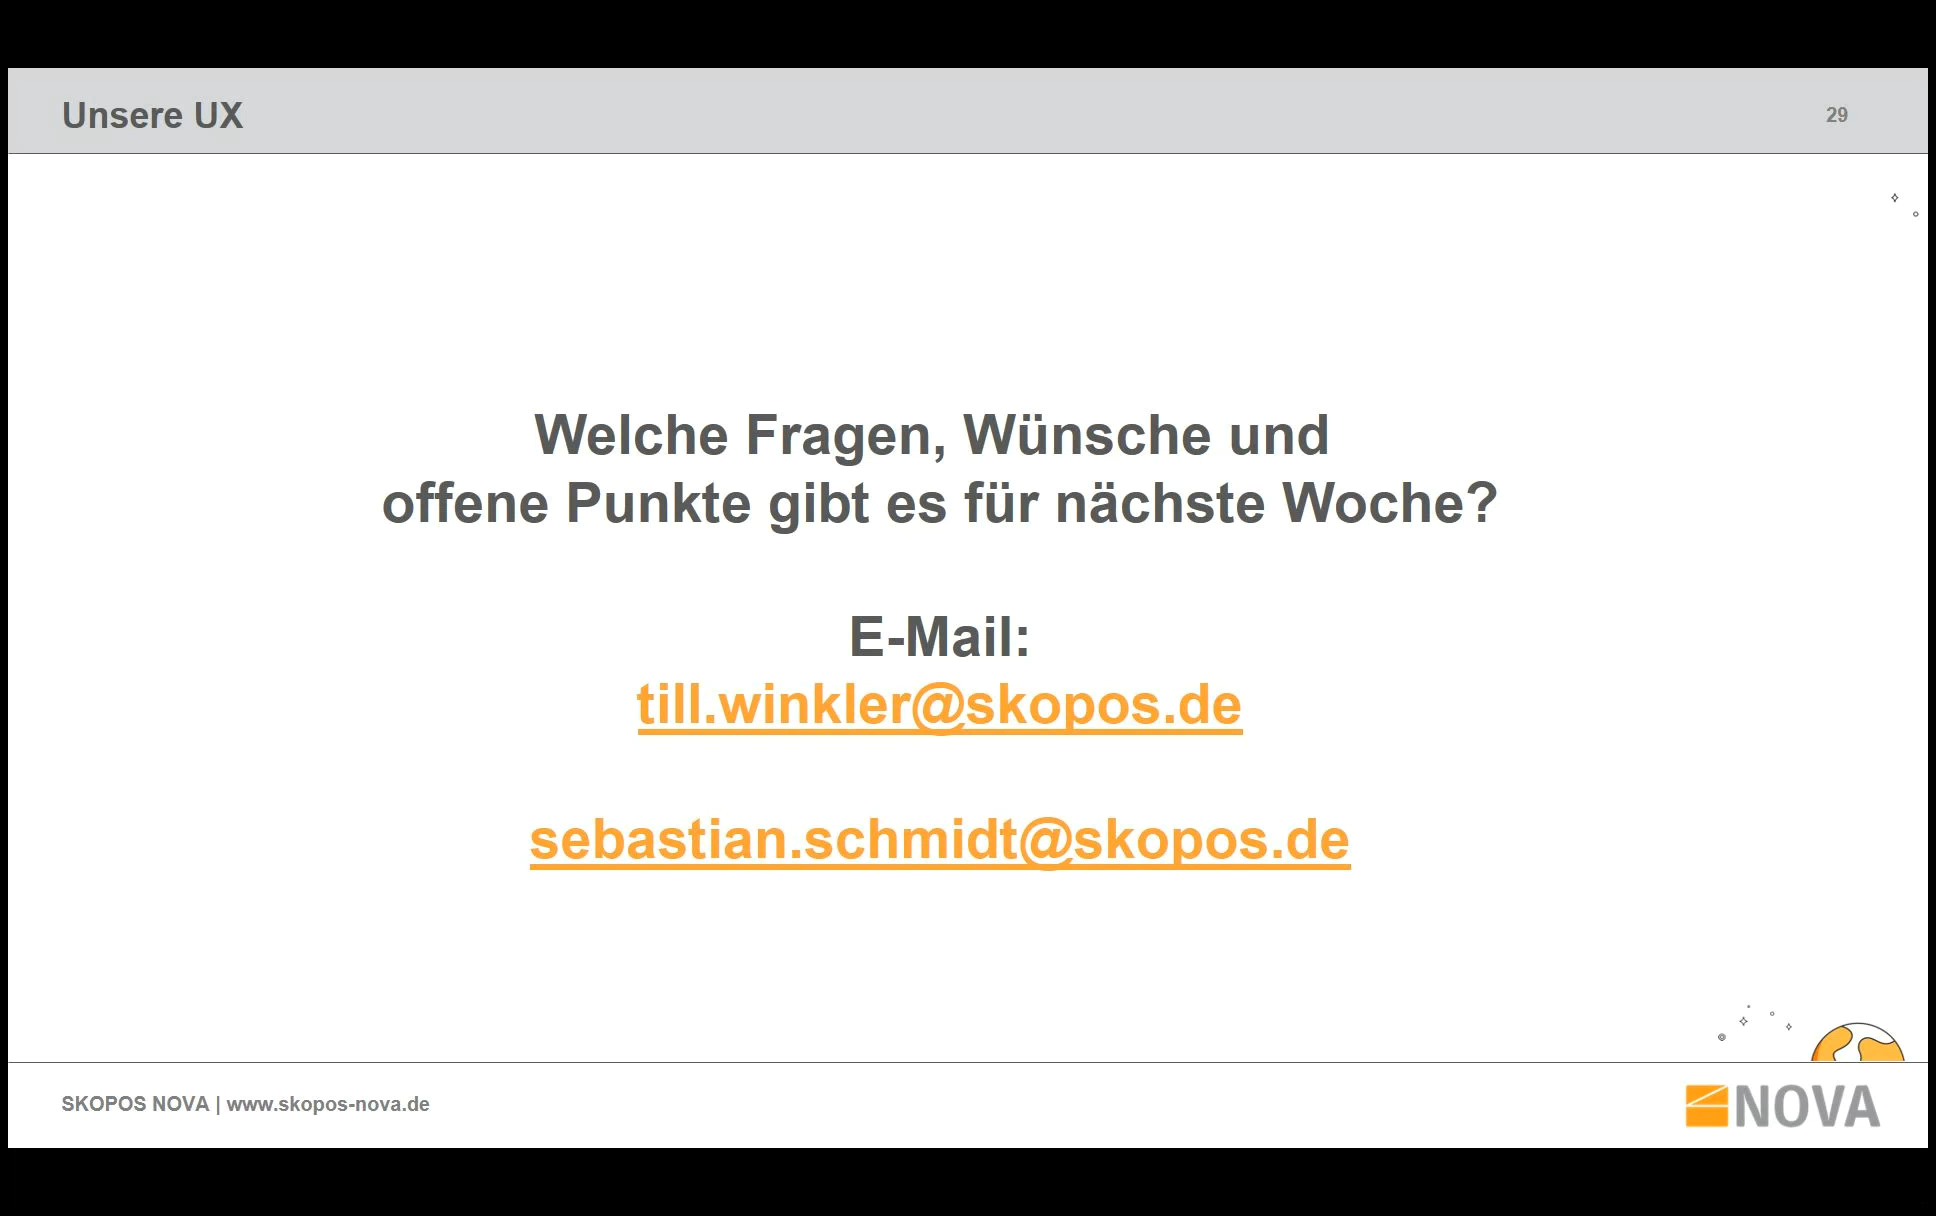 Unsere UX
29
Welche Fragen, Wünsche und
offene Punkte gibt es für nächste Woche?
E-Mail:
till.winkler@skopos.de
sebastian.schmidt@skopos.de
SKOPOS NOVA | www.skopos-nova.de
NOVA